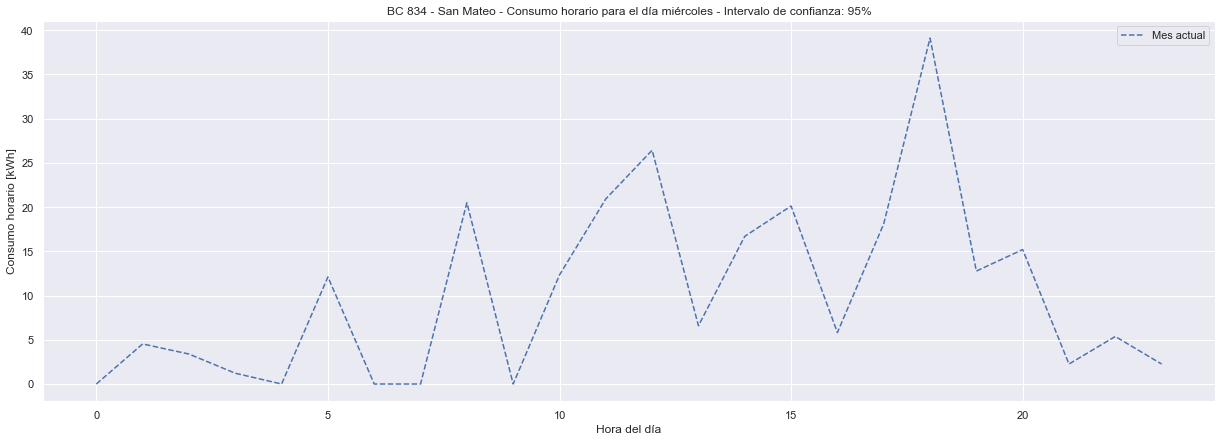 BC 834 - San Mateo - Consumo horario para el día miércoles - Intervalo de confianza: 95%
Mes actual
40
35
30
25
20
15
10
5
0
Consumo horario [kWh]
0 5 10 15 20
Hora del día